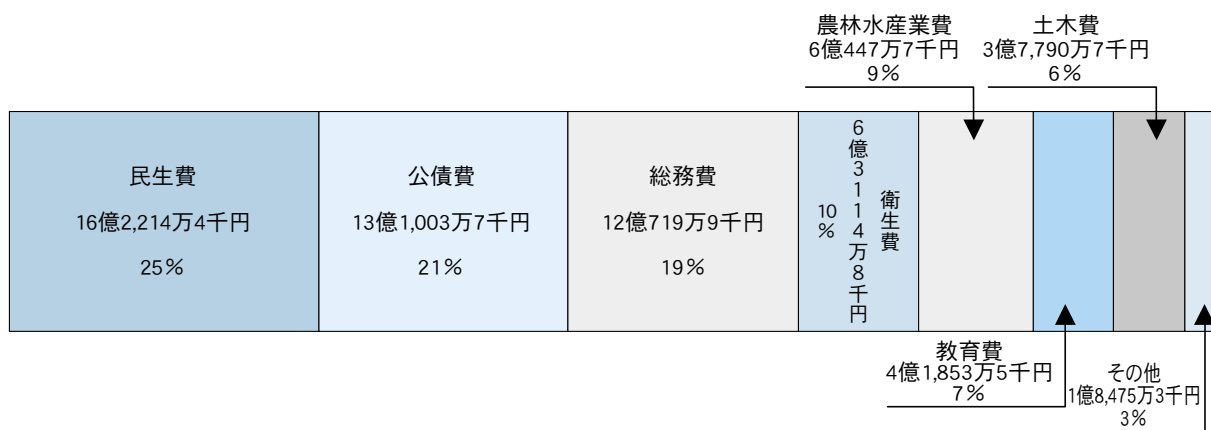 農林水産業費
6億447万7千円
9%
土木費
3億7,790万7千円
6%
民生費
16億2,214万4千円
25%
公債費
13億1,003万7千円
21%
総務費
12億719万9千円
19%
衛生費
6億3114万8千円
10%
教育費
4億1,853万5千円
7%
その他
1億8,475万3千円
3%